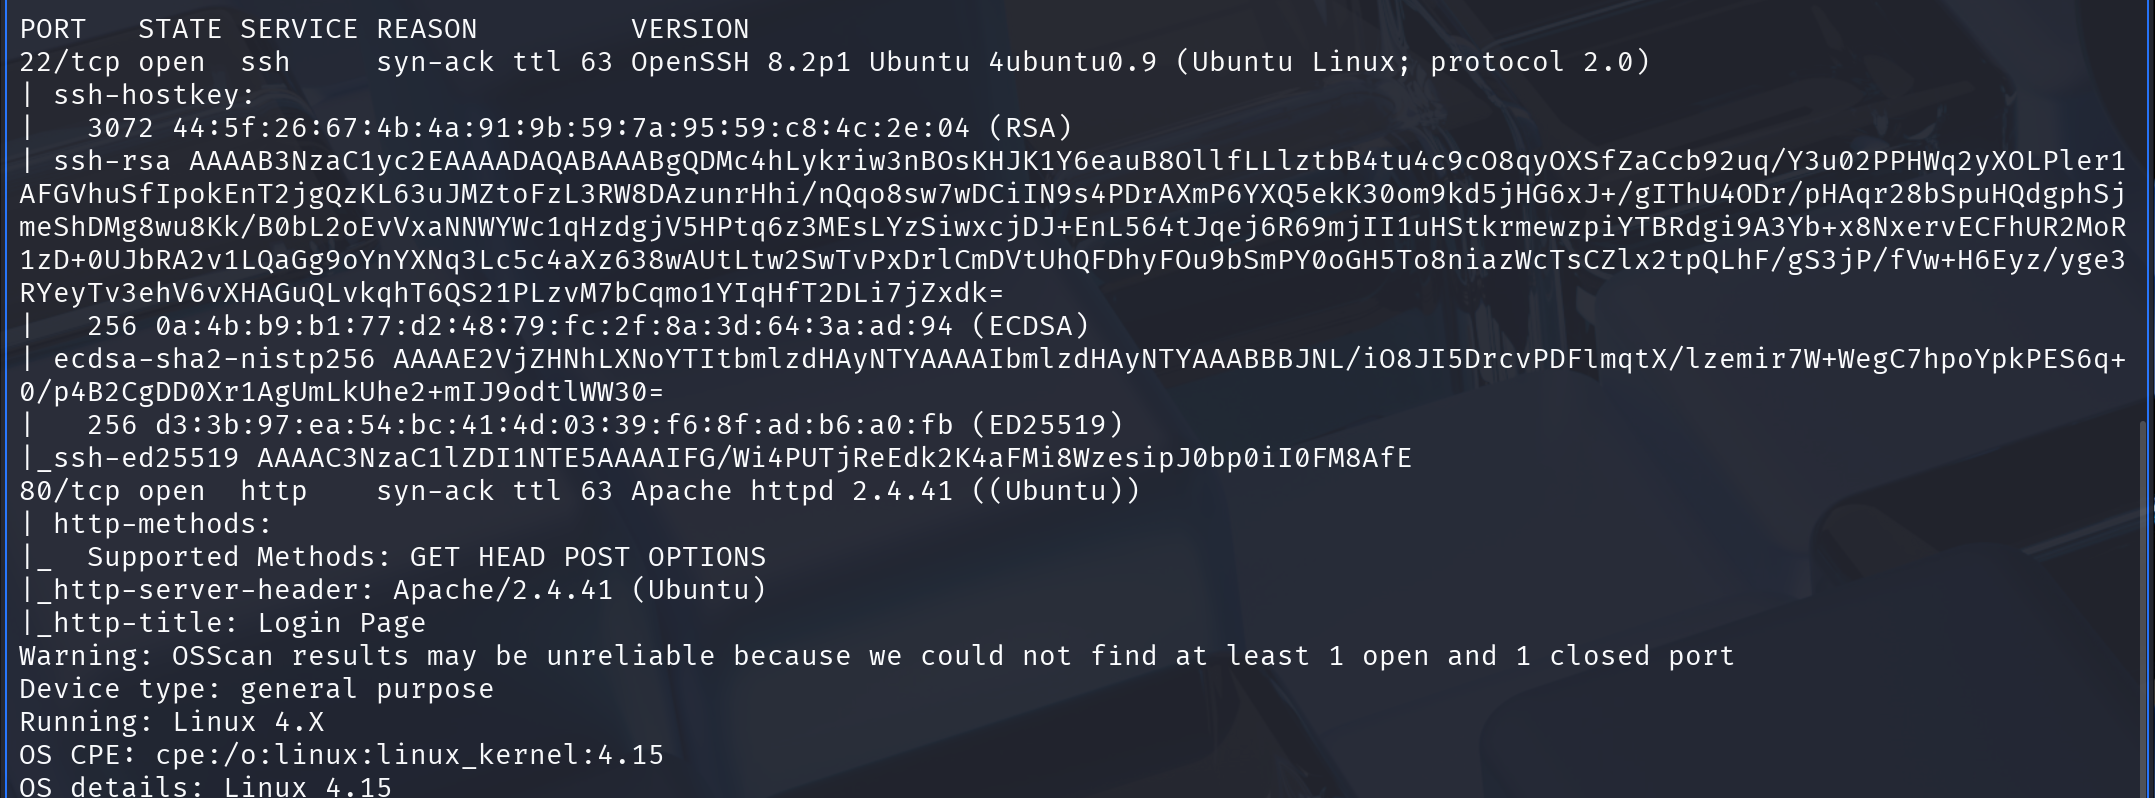 PORT   STATE SERVICE REASON         VERSION
22/tcp open  ssh     syn-ack ttl 63 OpenSSH 8.2p1 Ubuntu 4ubuntu0.9 (Ubuntu Linux; protocol 2.0)
| ssh-hostkey:
|   3072 44:5f:26:67:4b:4a:91:9b:59:7a:95:59:c8:4c:2e:04 (RSA)
| ssh-rsa AAAAB3NzaC1yc2EAAAADAQABAAABgQDMc4hLykriw3nBOsKHJK1Y6eauB8OllfLLlztbB4tu4c9cO8qyOXSfZaCcb92uq/Y3u02PPHWq2yXOLPler1
AFGVhuSfIpokEnT2jgQzKL63uJMZtoFzL3RW8DAzunrHhi/nQqo8sw7wDCiIN9s4PDrAXmP6YXQ5ekK30om9kd5jHG6xJ+/gIThU4ODr/pHAqr28bSpuHQdgphSj
meShDMg8wu8Kk/B0bL2oEvVxaNNWYWc1qHzdgjV5HPtq6z3MEsLYzSiwxcjDJ+EnL564tJqej6R69mjII1uHStkrmewzpiYTBRdgi9A3Yb+x8NxervECFhUR2MoR
1zD+0UJbRA2v1LQaGg9oYnYXNq3Lc5c4aXz638wAUtLtw2SwTvPxDrlCmDVtUhQFDhyFOu9bSmPY0oGH5To8niazWcTsCZlx2tpQLhF/gS3jP/fVw+H6Eyz/yge3
RYeyTv3ehV6vXHAGuQLvkqhT6QS21PLzvM7bCqmo1YIqHfT2DLi7jZxdk=
|   256 0a:4b:b9:b1:77:d2:48:79:fc:2f:8a:3d:64:3a:ad:94 (ECDSA)
| ecdsa-sha2-nistp256 AAAAE2VjZHNhLXNoYTItbmlzdHAyNTYAAAAIbmlzdHAyNTYAAABBBJNL/iO8JI5DrcvPDFlmqtX/lzemir7W+WegC7hpoYpkPES6q+
0/p4B2CgDD0Xr1AgUmLkUhe2+mIJ9odtlWW30=
|   256 d3:3b:97:ea:54:bc:41:4d:03:39:f6:8f:ad:b6:a0:fb (ED25519)
|_ssh-ed25519 AAAAC3NzaC1lZDI1NTE5AAAAIFG/Wi4PUTjReEdk2K4aFMi8WzesipJ0bp0iI0FM8AfE
80/tcp open  http    syn-ack ttl 63 Apache httpd 2.4.41 ((Ubuntu))
| http-methods:
|_  Supported Methods: GET HEAD POST OPTIONS
|_http-server-header: Apache/2.4.41 (Ubuntu)
|_http-title: Login Page
Warning: OSScan results may be unreliable because we could not find at least 1 open and 1 closed port
Device type: general purpose
Running: Linux 4.X
OS CPE: cpe:/o:linux:linux_kernel:4.15
OS details: Linux 4.15